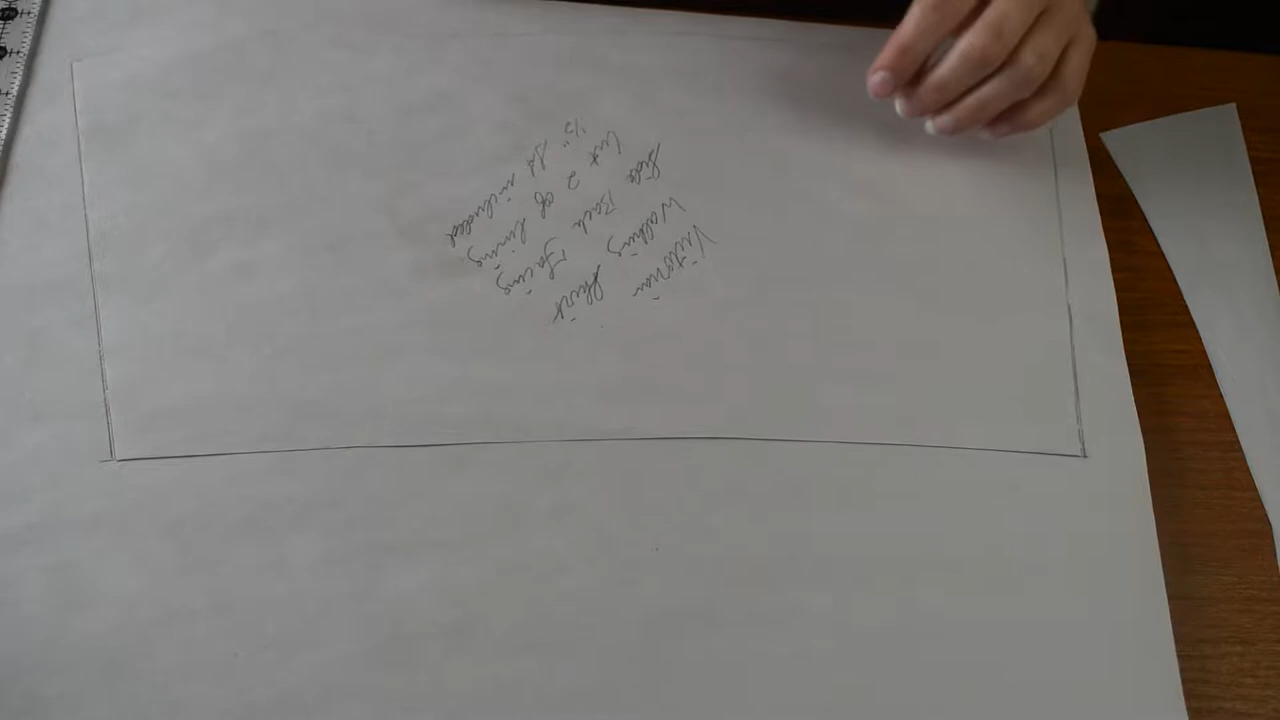 Victorian
Walking Skirt
Side Back Facing
Cut 2 of lining
1/2" SA included